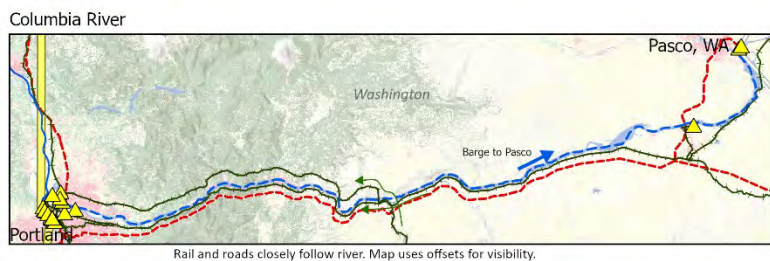 Columbia River
Pasco, WA
Washington
Barge to Pasco
Portland
Rail and roads closely follow river. Map uses offsets for visibility.